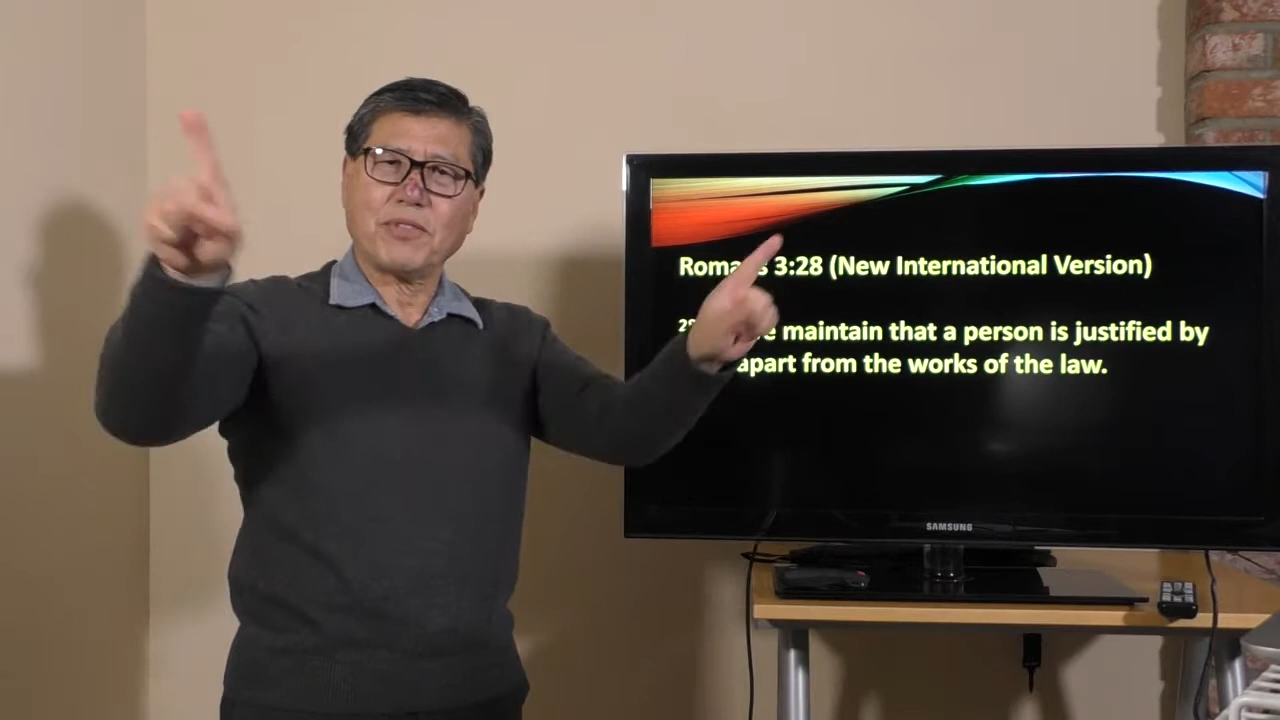 3:28 (New International Version)
maintain that a person is justified by
apart from the works of the law.
SAMSUNG